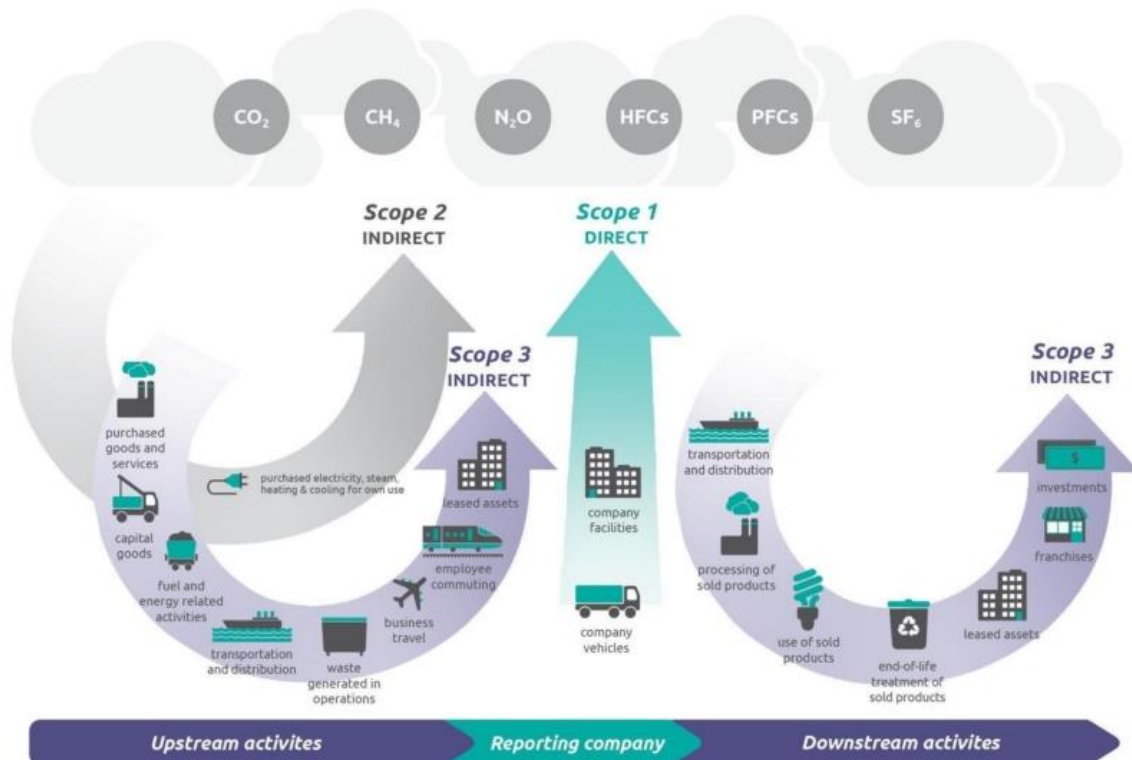 CO₂
CH₄
N₂O
HFCs
PFCs
SF₆
Scope 2
INDIRECT
Scope 1
DIRECT
Scope 3
INDIRECT
Scope 3
INDIRECT
purchased
goods and
services
capital
goods
fuel and
energy related
activities
transportation
and distribution
waste
generated in
operations
business
travel
employee
commuting
leased assets
purchased electricity, steam,
heating & cooling for own use
company
facilities
company
vehicles
transportation
and distribution
processing of
sold products
use of sold
products
end-of-life
treatment of
sold products
leased assets
franchises
$
investments
Upstream activites
Reporting company
Downstream activites